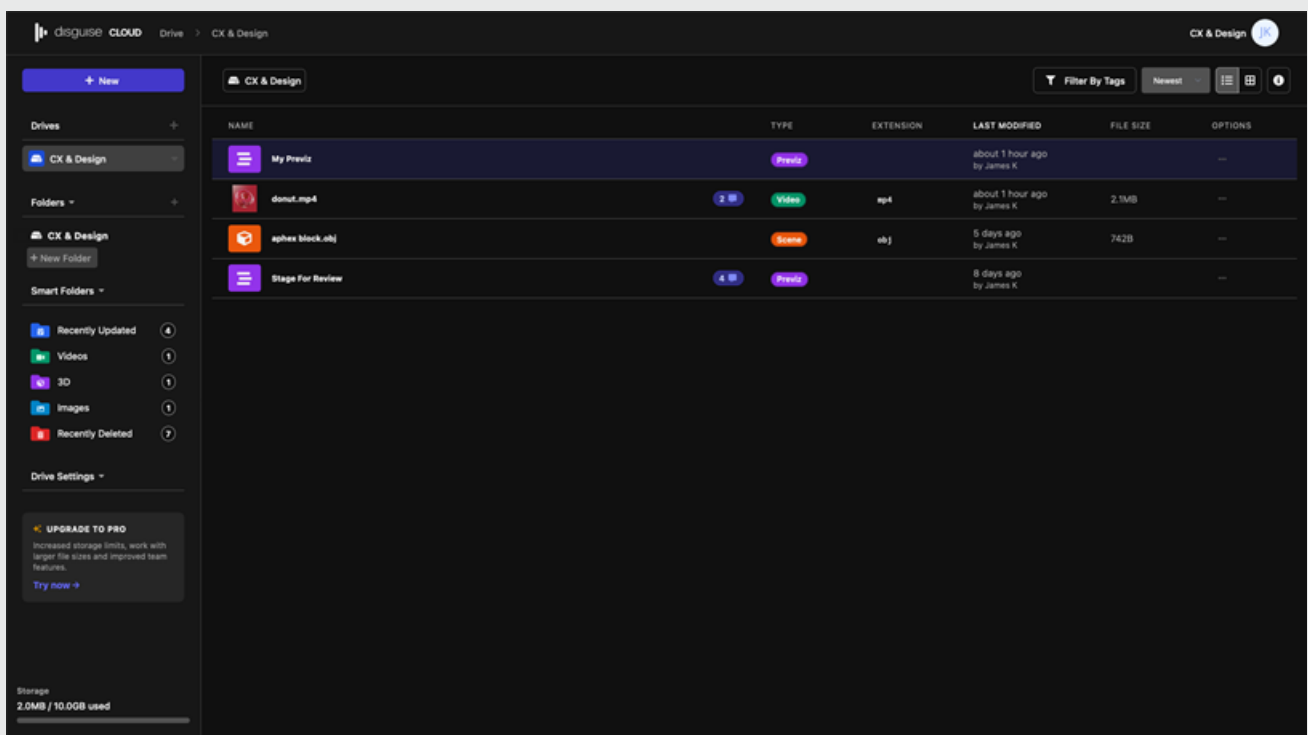 disguise CLOUD Drive > CX & Design
CX & Design JK
+ New
Drives +
CX & Design
Folders +
CX & Design
+ New Folder
Smart Folders
Recently Updated 4
Videos 1
3D 1
Images 1
Recently Deleted 7
Drive Settings
UPGRADE TO PRO
Increased storage limits, work with
larger file sizes and improved team
features.
Try now →
Storage
2.0MB / 10.0GB used
CX & Design
Filter By Tags Newest
NAME TYPE EXTENSION LAST MODIFIED FILE SIZE OPTIONS
My Previz Previz about 1 hour ago
by James K
donut.mp4 2 Video mp4 about 1 hour ago 2.1MB
by James K
aphex block.obj Scene obj 5 days ago 742B
by James K
Stage For Review 4 Previz 8 days ago
by James K